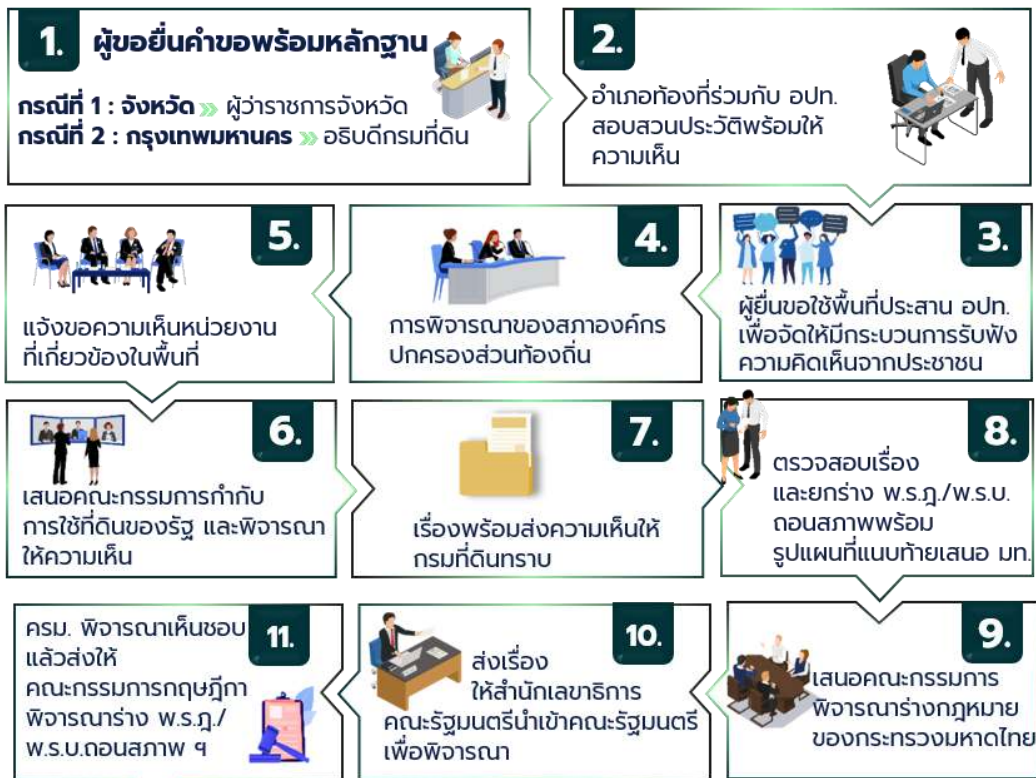 1. ผู้ขอยื่นคำขอพร้อมหลักฐาน
กรณีที่ 1 : จังหวัด » ผู้ว่าราชการจังหวัด
กรณีที่ 2 : กรุงเทพมหานคร » อธิบดีกรมที่ดิน
2.
อำเภอท้องที่ร่วมกับ อปท.
สอบสวนประวัติพร้อมให้
ความเห็น
3.
ผู้ยื่นขอใช้พื้นที่ประสาน อปท.
เพื่อจัดให้มีกระบวนการรับฟัง
ความคิดเห็นจากประชาชน
4.
การพิจารณาของสภาองค์กร
ปกครองส่วนท้องถิ่น
5.
แจ้งขอความเห็นหน่วยงาน
ที่เกี่ยวข้องในพื้นที่
6.
เสนอคณะกรรมการกำกับ
การใช้ที่ดินของรัฐ และพิจารณา
ให้ความเห็น
7.
เรื่องพร้อมส่งความเห็นให้
กรมที่ดินทราบ
8.
ตรวจสอบเรื่อง
และยกร่าง พ.ร.ฎ./พ.ร.บ.
ถอนสภาพพร้อม
รูปแผนที่แนบท้ายเสนอ มท.
9.
เสนอคณะกรรมการ
พิจารณาร่างกฎหมาย
ของกระทรวงมหาดไทย
10.
ส่งเรื่อง
ให้สำนักเลขาธิการ
คณะรัฐมนตรีนำเข้าคณะรัฐมนตรี
เพื่อพิจารณา
11.
ครม. พิจารณาเห็นชอบ
แล้วส่งให้
คณะกรรมการกฤษฎีกา
พิจารณาร่าง พ.ร.ฎ./
พ.ร.บ.ถอนสภาพ ฯ